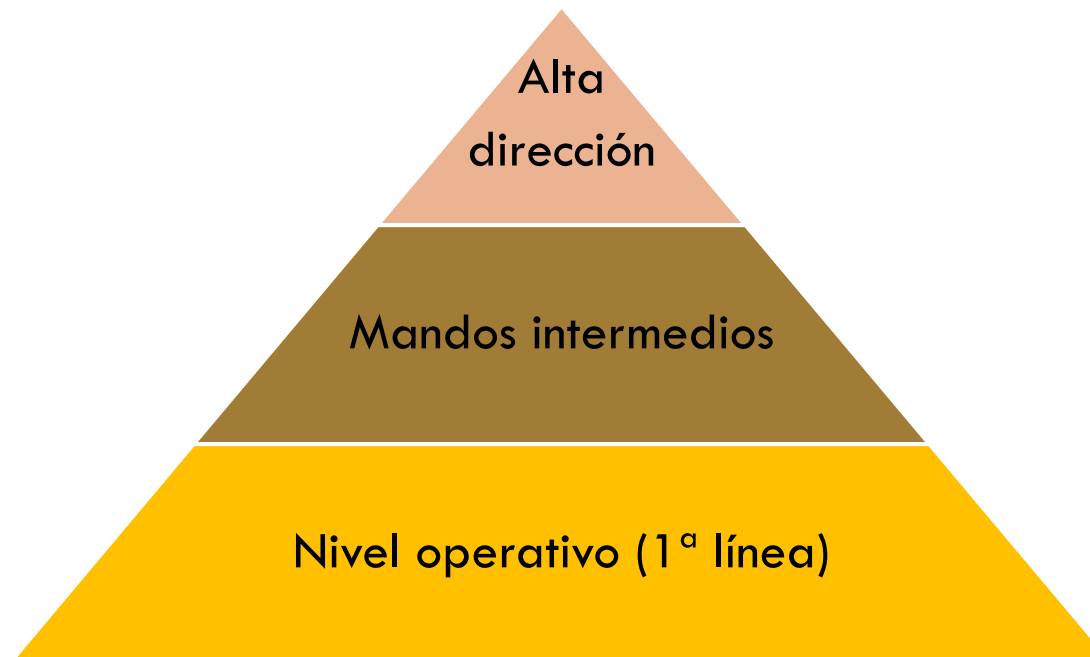 Alta
dirección
Mandos intermedios
Nivel operativo (1ª línea)